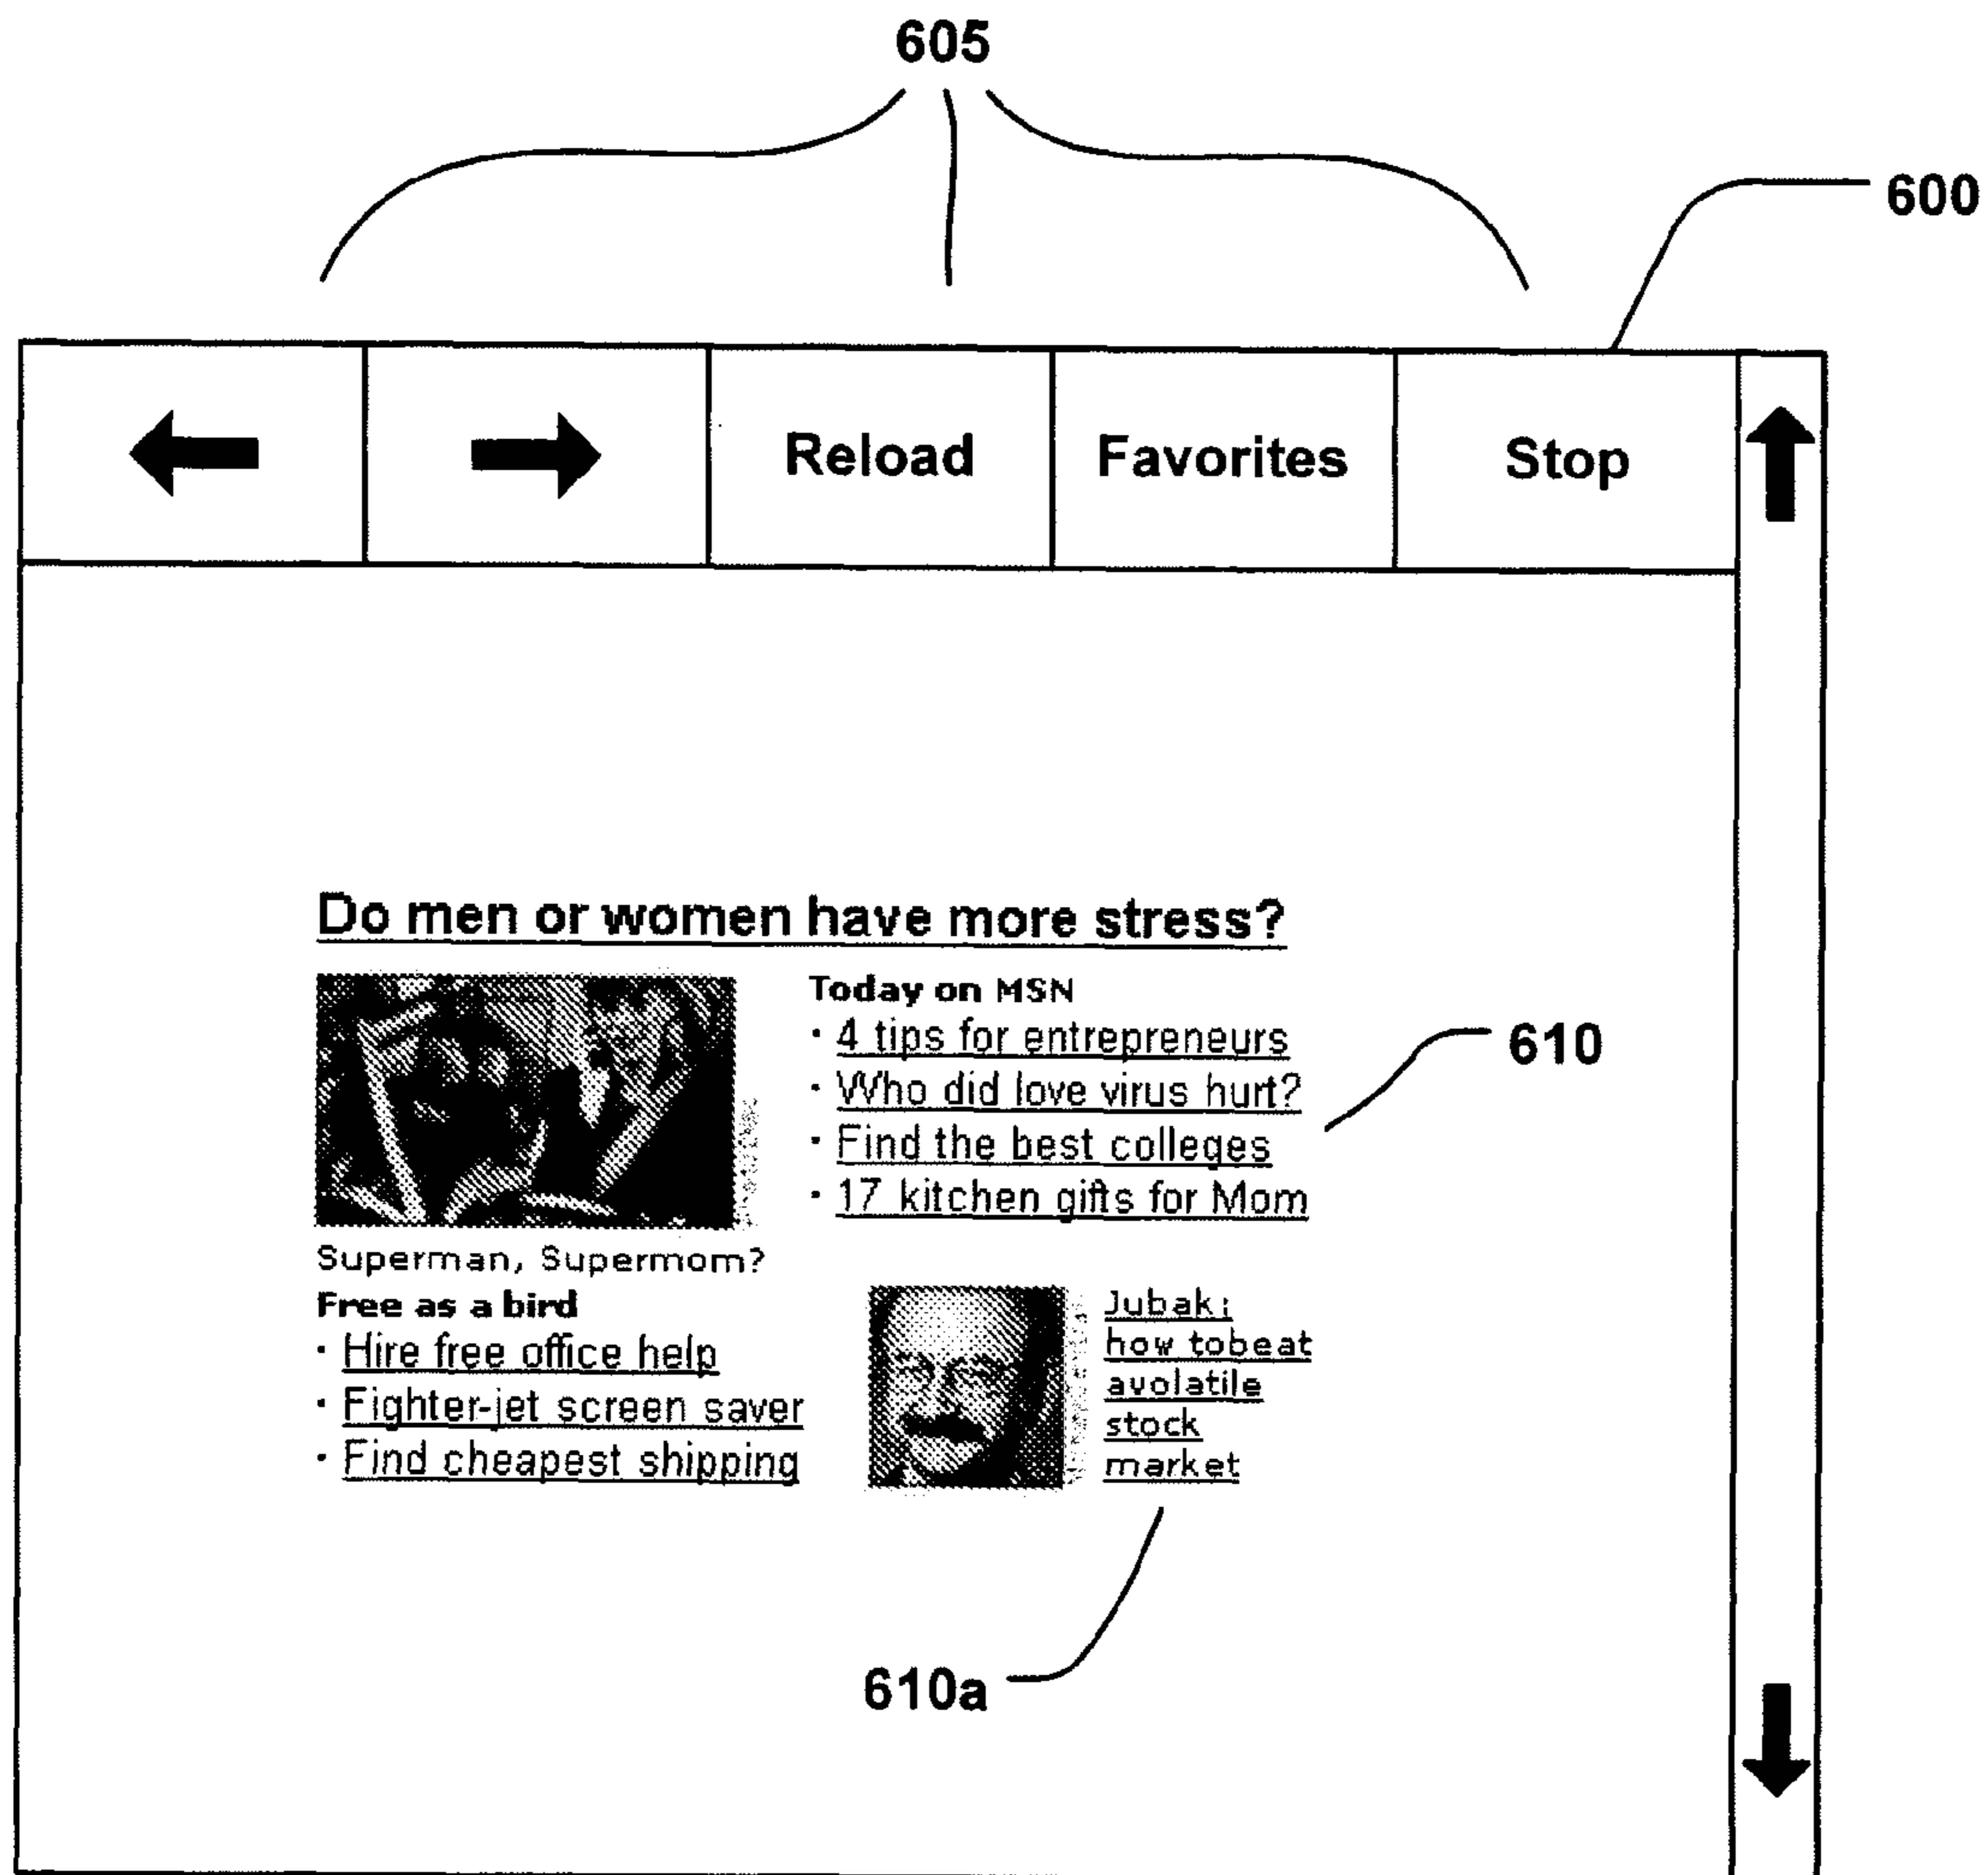 605
600
Reload Favorites Stop
Do men or women have more stress?
Today on MSN
· 4 tips for entrepreneurs
· Who did love virus hurt?
· Find the best colleges
· 17 kitchen gifts for Mom
610
Superman, Supermom?
Free as a bird
· Hire free office help
· Fighter-jet screen saver
· Find cheapest shipping
Jubak:
how tobeat
avolatile
stock
market
610a